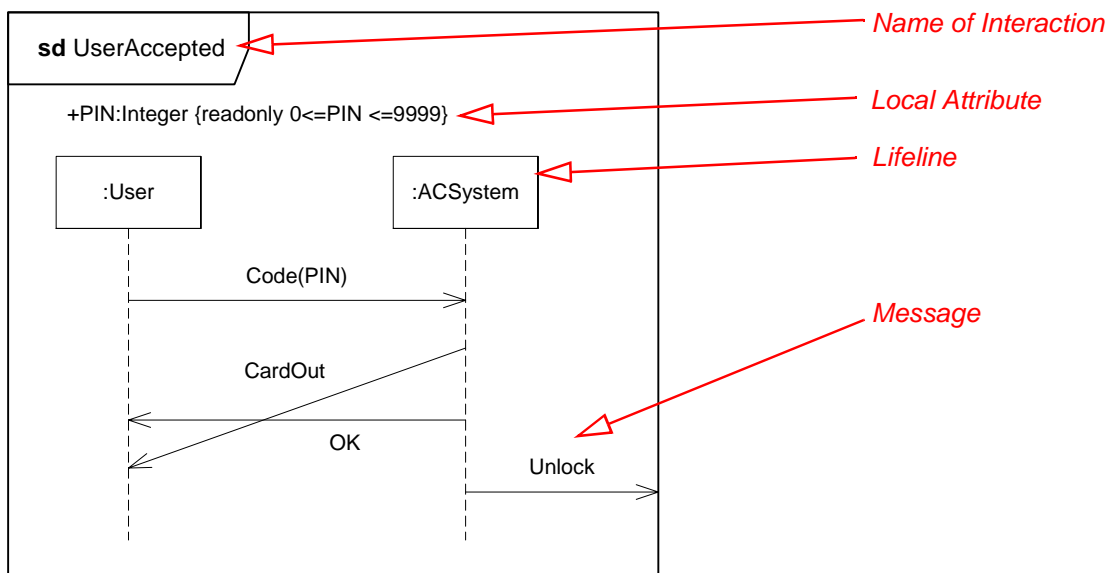 Name of Interaction
sd UserAccepted
+PIN:Integer {readonly 0<=PIN <=9999}
Local Attribute
Lifeline
:User
:ACSystem
Code(PIN)
Message
CardOut
OK
Unlock